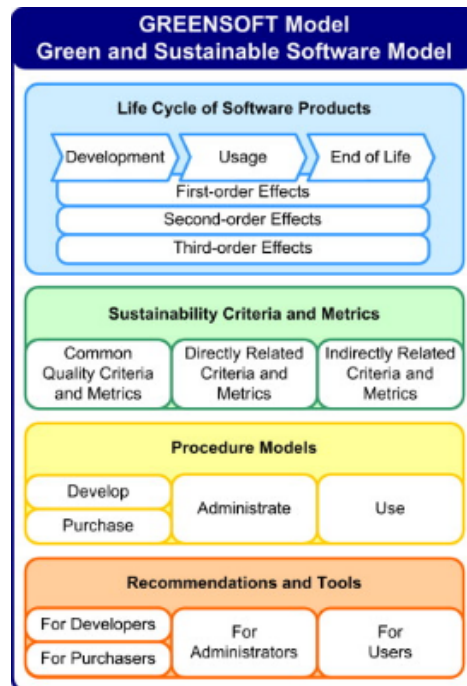 GREENSOFT Model
Green and Sustainable Software Model
Life Cycle of Software Products
Development
Usage
End of Life
First-order Effects
Second-order Effects
Third-order Effects
Sustainability Criteria and Metrics
Common
Quality Criteria
and Metrics
Directly Related
Criteria and
Metrics
Indirectly Related
Criteria and
Metrics
Procedure Models
Develop
Purchase
Administrate
Use
Recommendations and Tools
For Developers
For Purchasers
For
Administrators
For
Users